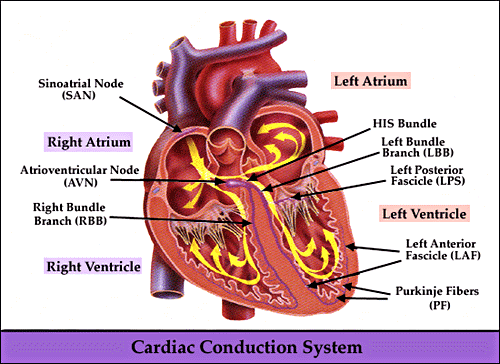 Sinoatrial Node
(SAN)
Right Atrium
Atrioventricular Node
(AVN)
Right Bundle
Branch (RBB)
Right Ventricle
Left Atrium
HIS Bundle
Left Bundle
Branch (LBB)
Left Posterior
Fascicle (LPS)
Left Ventricle
Left Anterior
Fascicle (LAF)
Purkinje Fibers
(PF)
Cardiac Conduction System